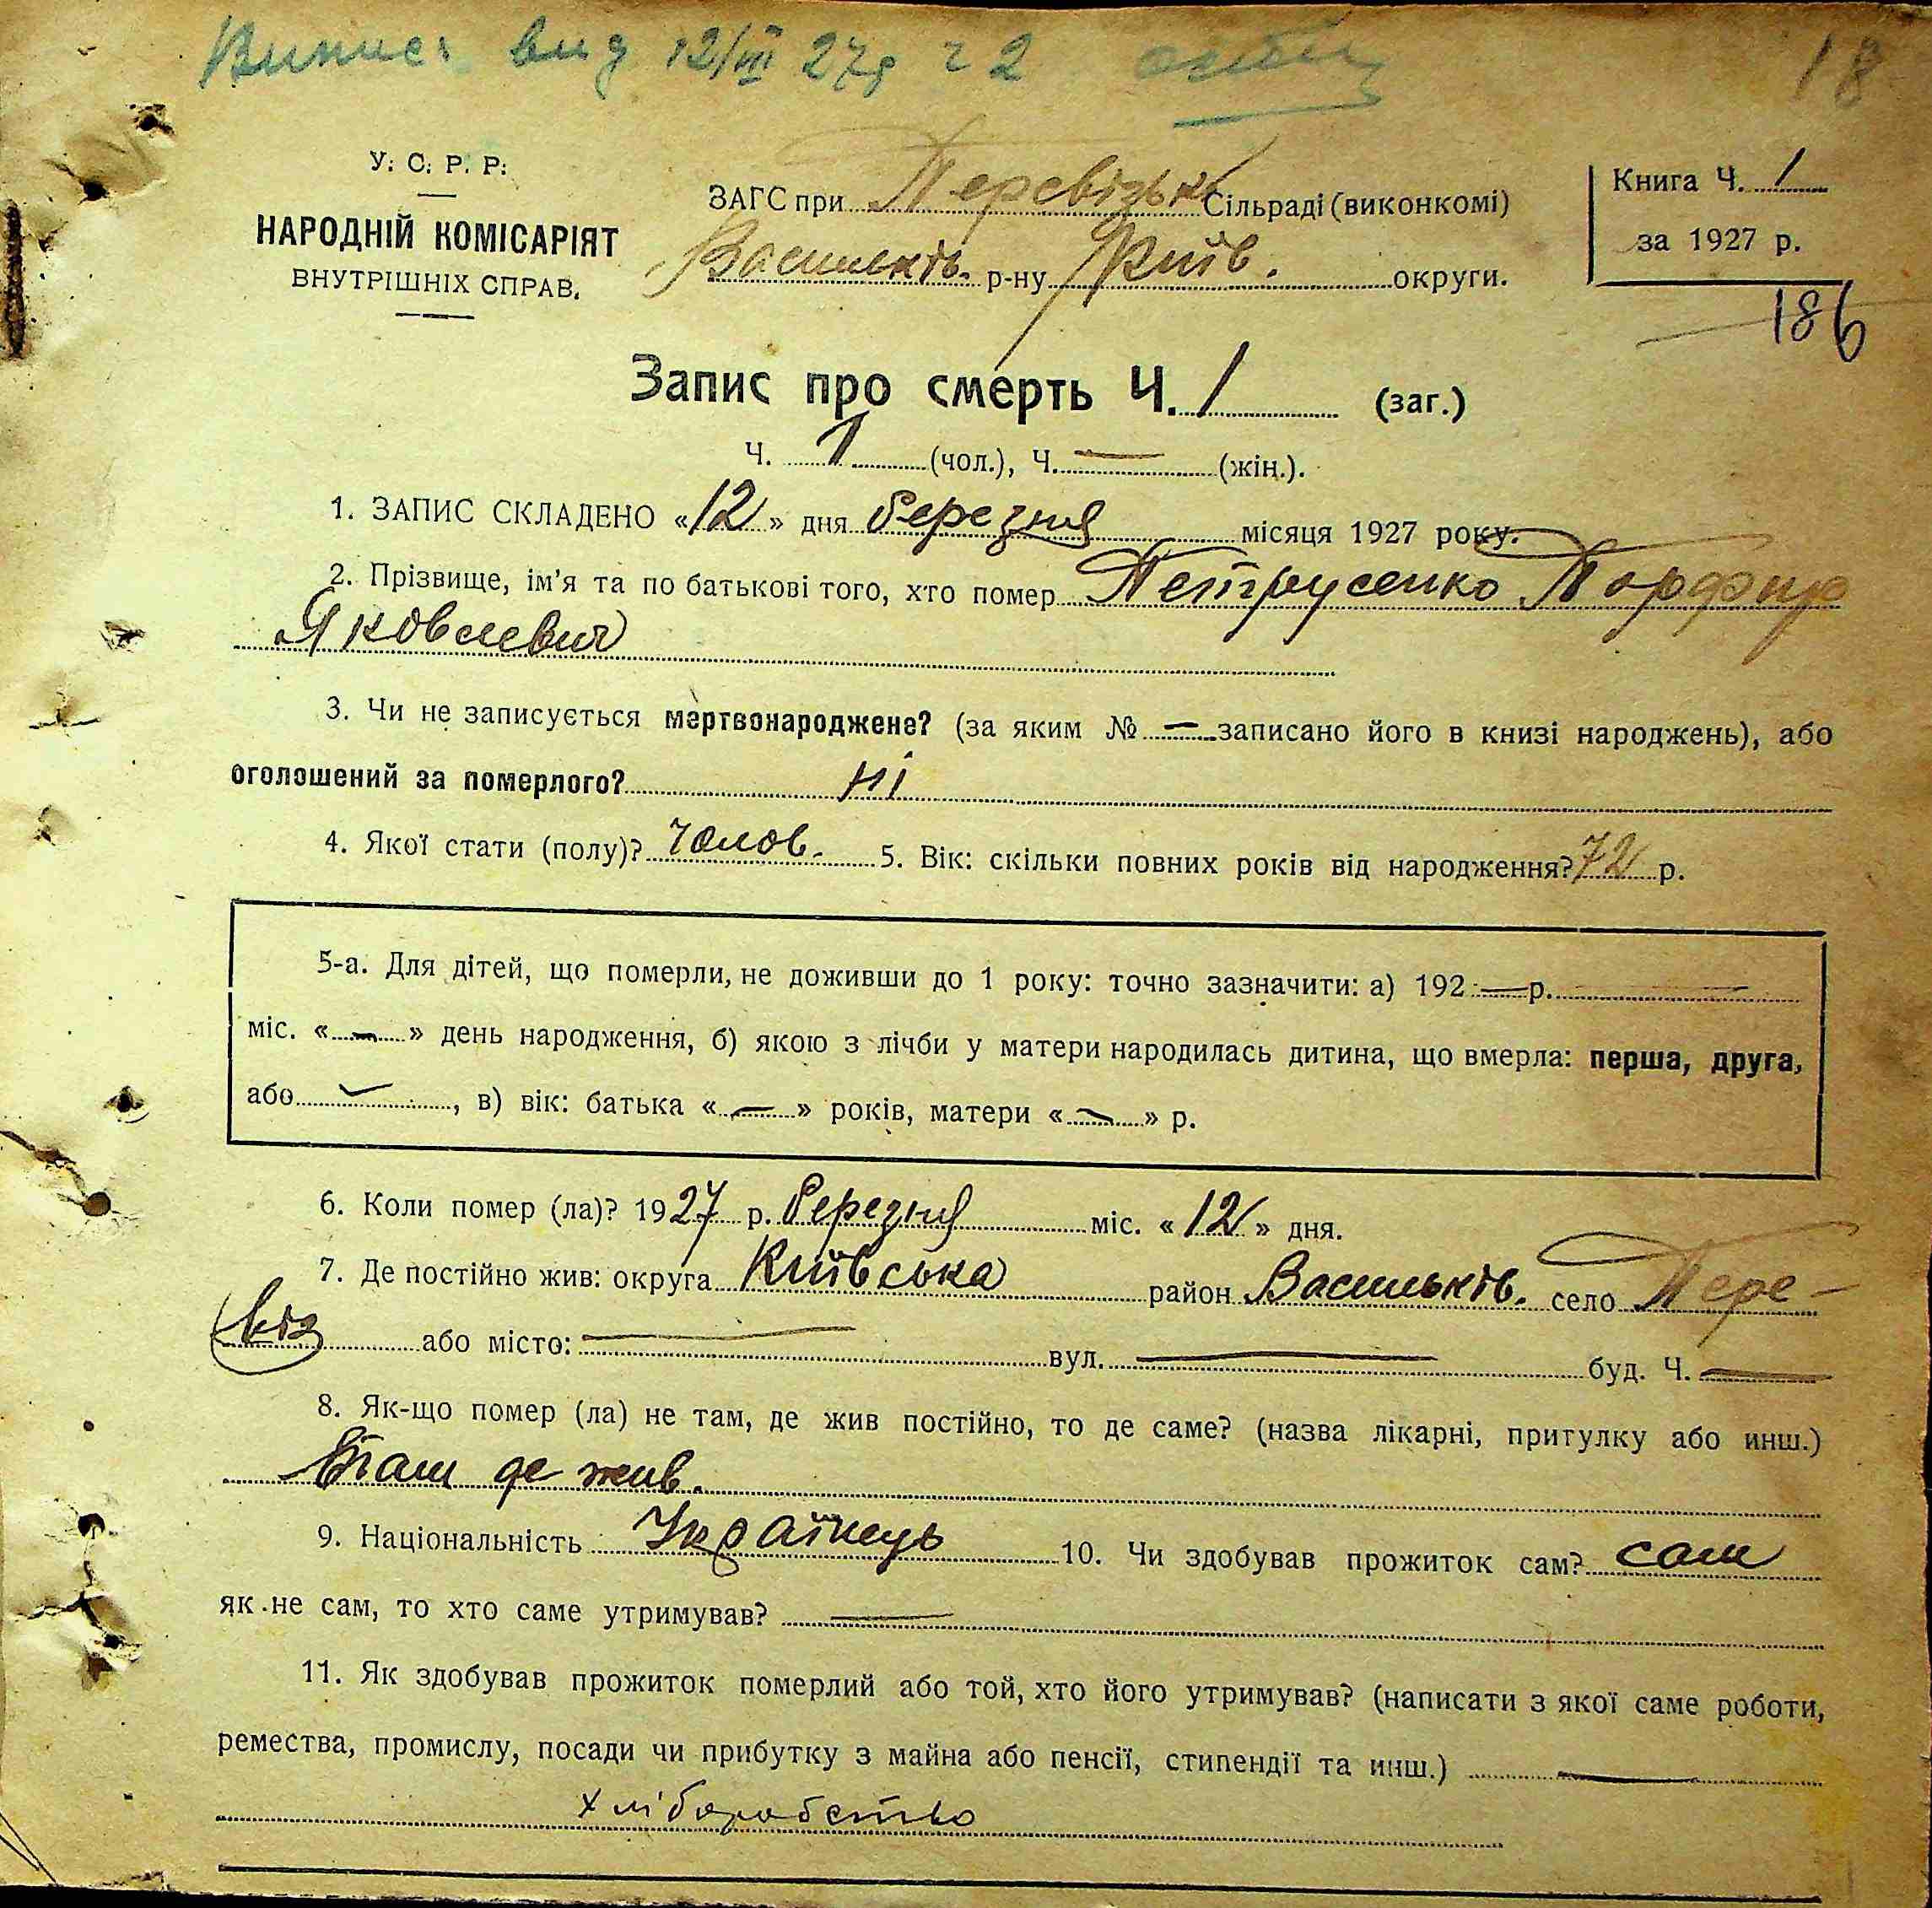 Випис. вид 12/III 27р ч 2
18
У. С. Р. Р.
НАРОДНІЙ КОМІСАРІЯТ
ВНУТРІШНІХ СПРАВ.
ЗАГС при Перевізьк Сільраді (виконкомі)
Васильків. р-ну Київ. округи.
Книга Ч. 1
за 1927 р.
186
Запис про смерть Ч. 1 (заг.)
Ч. 1 (чол.), Ч. — (жін.).
1. ЗАПИС СКЛАДЕНО «12» дня березня місяця 1927 року.
2. Прізвище, ім'я та по батькові того, хто помер Петрусенко Порфир
Яковлевич
3. Чи не записується мертвонароджене? (за яким № — записано його в книзі народжень), або
оголошений за померлого? ні
4. Якої стати (полу)? чолов. 5. Вік: скільки повних років від народження? 72 р.
5-а. Для дітей, що померли, не доживши до 1 року: точно зазначити: а) 192 — р. —
міс. « — » день народження, б) якою з лічби у матери народилась дитина, що вмерла: перша, друга,
або —, в) вік: батька « — » років, матери « — » р.
6. Коли помер (ла)? 1927 р. березня міс. «12» дня.
7. Де постійно жив: округа Київська район Васильків. село Пере-
віз або місто: — вул. — буд. Ч. —
8. Як-що помер (ла) не там, де жив постійно, то де саме? (назва лікарні, притулку або инш.)
Втам де жив.
9. Національність Українець 10. Чи здобував прожиток сам? сам
як не сам, то хто саме утримував? —
11. Як здобував прожиток померлий або той, хто його утримував? (написати з якої саме роботи,
ремества, промислу, посади чи прибутку з майна або пенсії, стипендії та инш.) —
хліборобство